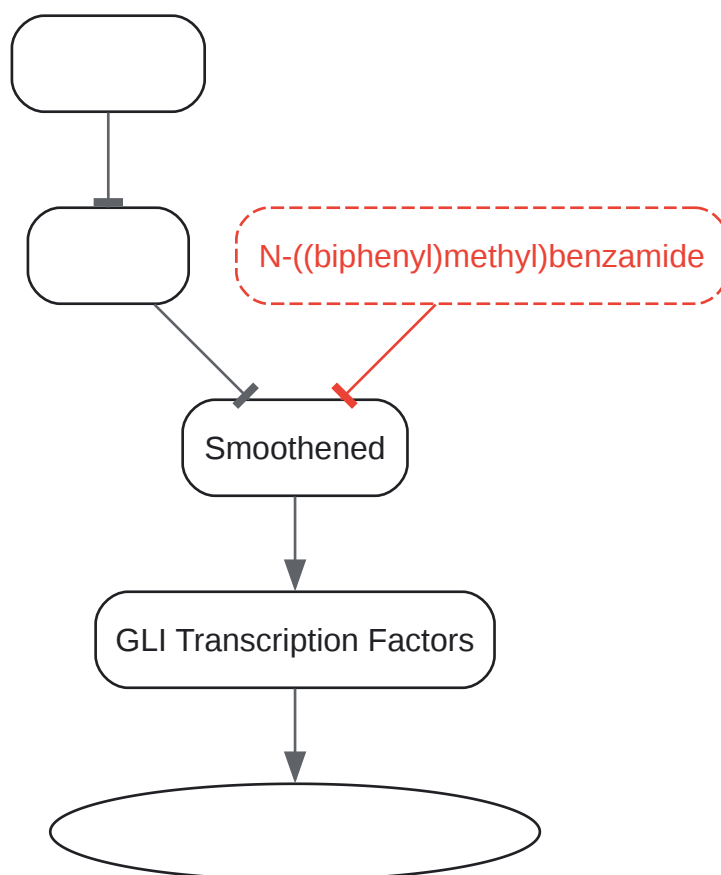 N-((biphenyl)methyl)benzamide
Smoothened
GLI Transcription Factors